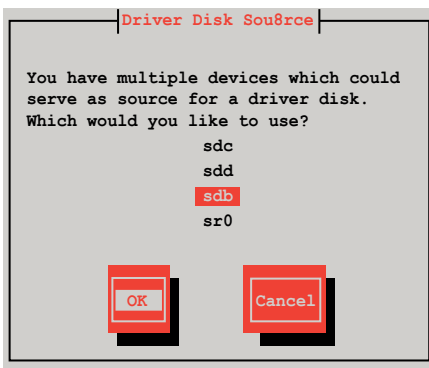 Driver Disk Sou8rce
You have multiple devices which could
serve as source for a driver disk.
Which would you like to use?
sdc
sdd
sdb
sr0
OK Cancel